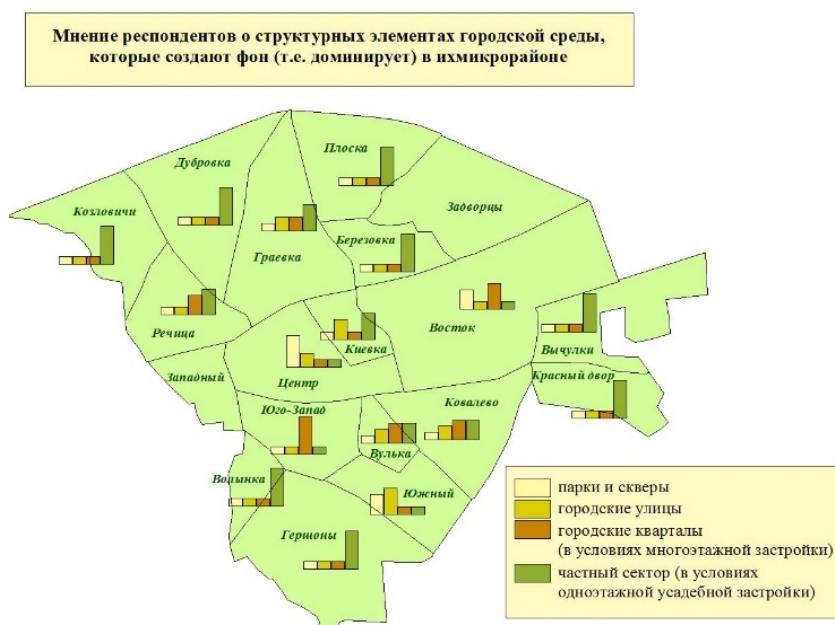 Мнение респондентов о структурных элементах городской среды,
которые создают фон (т.е. доминирует) в ихмикрорайоне
Плоска
Дубровка
Задворцы
Козловичи
Березовка
Граевка
Речица
Восток
Киевка
Вычулки
Западный
Центр
Красный двор
Юго-Запад
Ковалево
Вулька
Волынка
Южный
Гершоны
парки и скверы
городские улицы
городские кварталы
(в условиях многоэтажной застройки)
частный сектор (в условиях
одноэтажной усадебной застройки)